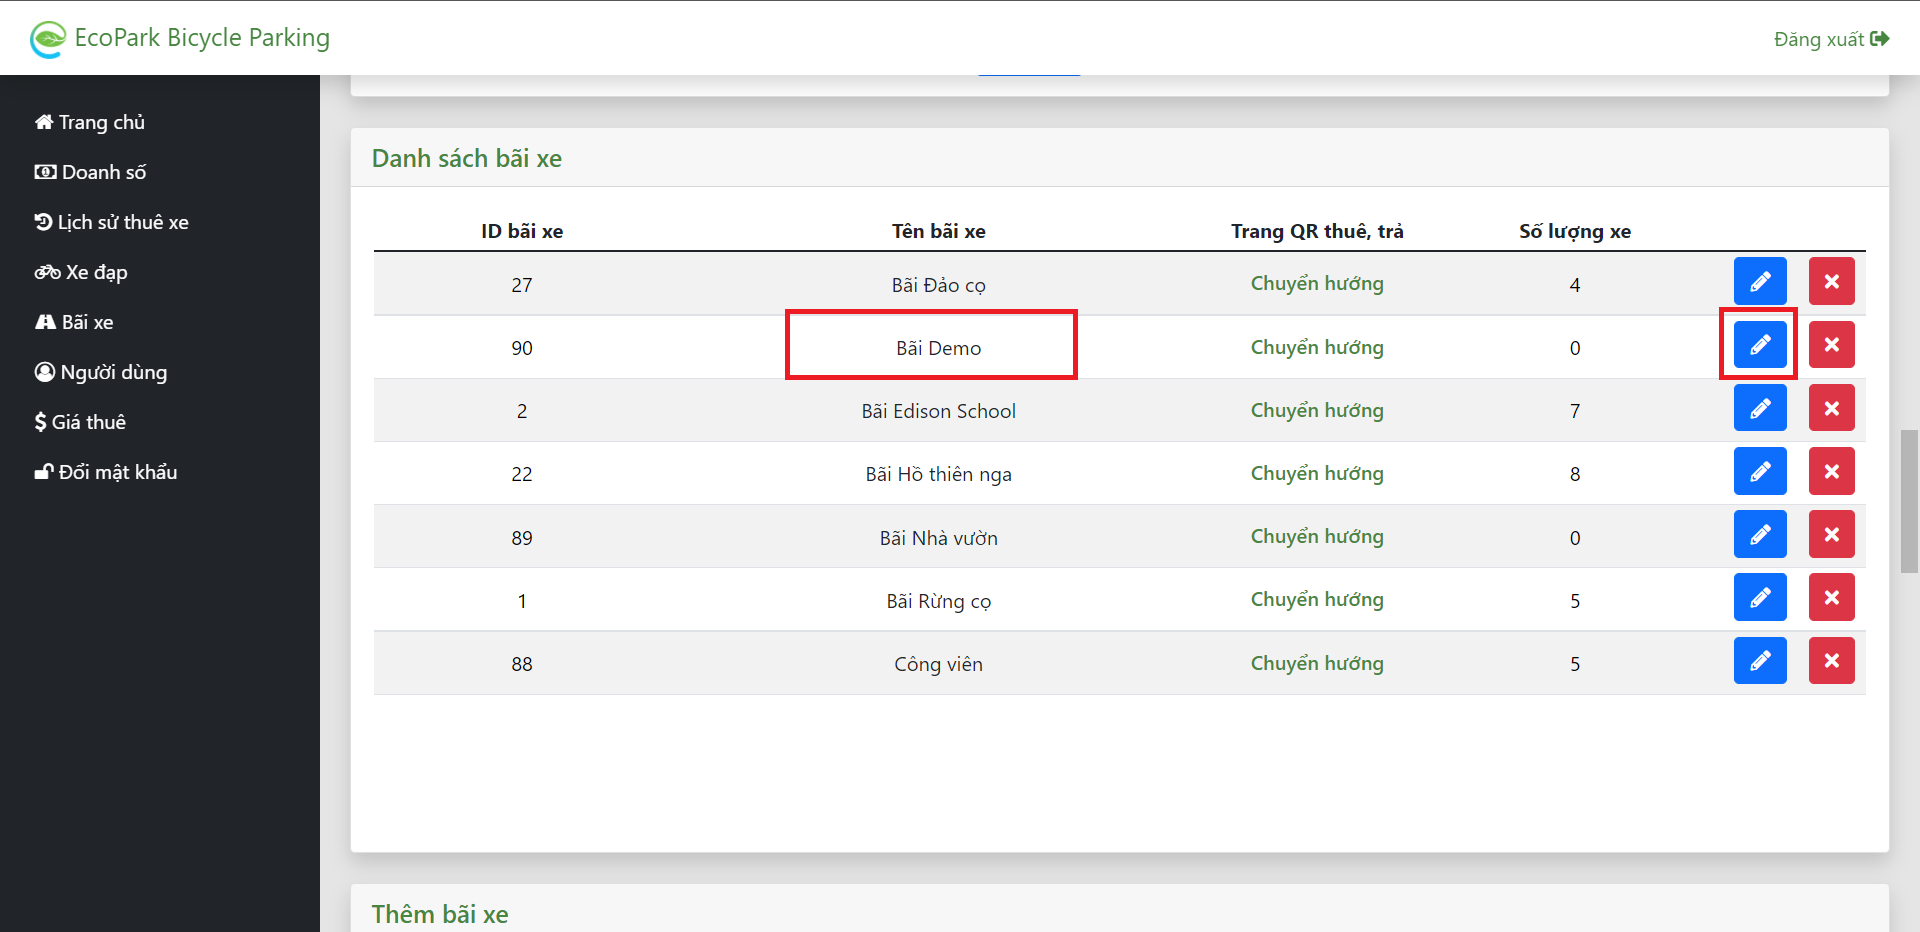 EcoPark Bicycle Parking
Đăng xuất
Trang chủ
Doanh số
Lịch sử thuê xe
Xe đạp
Bãi xe
Người dùng
Giá thuê
Đổi mật khẩu
Danh sách bãi xe
ID bãi xe Tên bãi xe Trang QR thuê, trả Số lượng xe
27 Bãi Đảo cọ Chuyển hướng 4
90 Bãi Demo Chuyển hướng 0
2 Bãi Edison School Chuyển hướng 7
22 Bãi Hồ thiên nga Chuyển hướng 8
89 Bãi Nhà vườn Chuyển hướng 0
1 Bãi Rừng cọ Chuyển hướng 5
88 Công viên Chuyển hướng 5
Thêm bãi xe